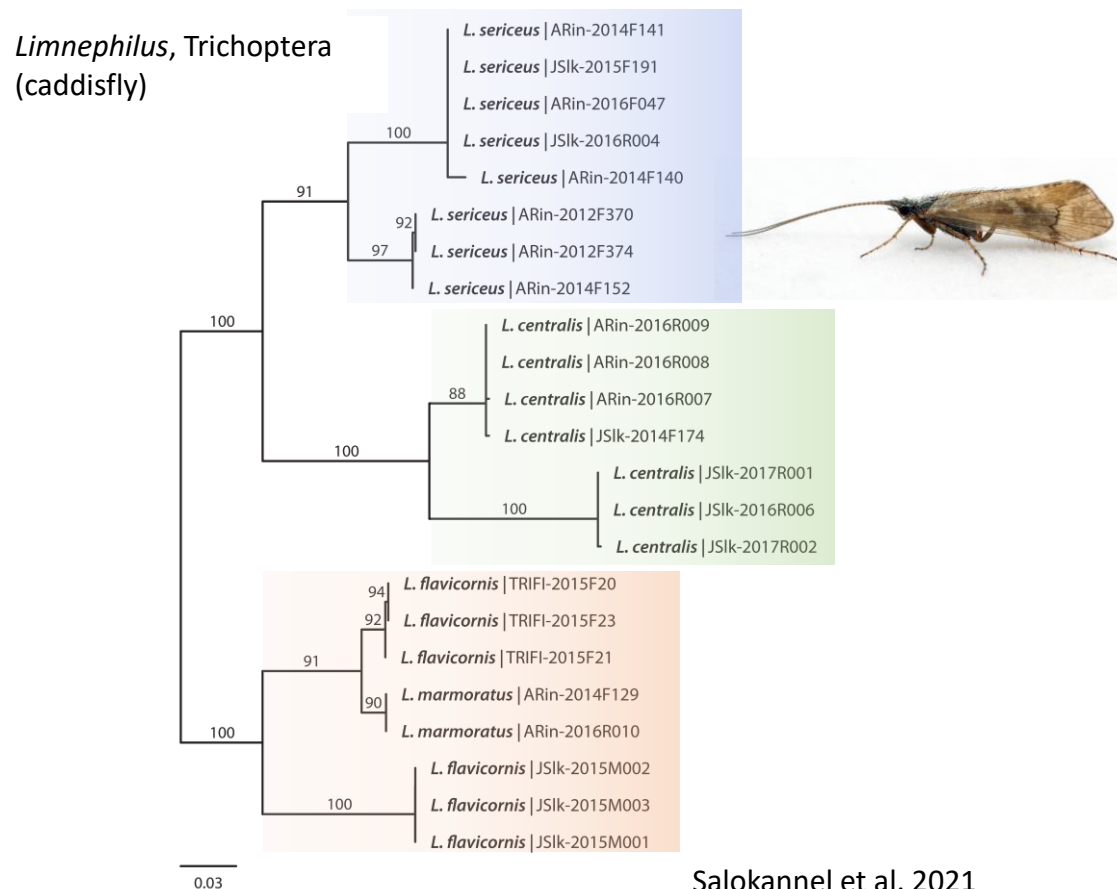 Limnephilus, Trichoptera
(caddisfly)
L. sericeus | ARin-2014F141
L. sericeus | JSlk-2015F191
L. sericeus | ARin-2016F047
100
L. sericeus | JSlk-2016R004
L. sericeus | ARin-2014F140
91
L. sericeus | ARin-2012F370
92
97
L. sericeus | ARin-2012F374
L. sericeus | ARin-2014F152
100
L. centralis | ARin-2016R009
L. centralis | ARin-2016R008
88
L. centralis | ARin-2016R007
L. centralis | JSlk-2014F174
100
L. centralis | JSlk-2017R001
100
L. centralis | JSlk-2016R006
L. centralis | JSlk-2017R002
94
L. flavicornis | TRIFI-2015F20
92
L. flavicornis | TRIFI-2015F23
91
L. flavicornis | TRIFI-2015F21
90
L. marmoratus | ARin-2014F129
L. marmoratus | ARin-2016R010
100
L. flavicornis | JSlk-2015M002
100
L. flavicornis | JSlk-2015M003
L. flavicornis | JSlk-2015M001
0.03
Salokannel et al. 2021